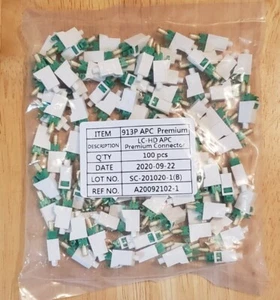 ITEM 913P APC Premium
DESCRIPTION LC-HD APC
Premium Connector
Q'TY 100 pcs
DATE 2020-09-22
LOT NO. SC-201020-1(B)
REF NO. A20092102-1